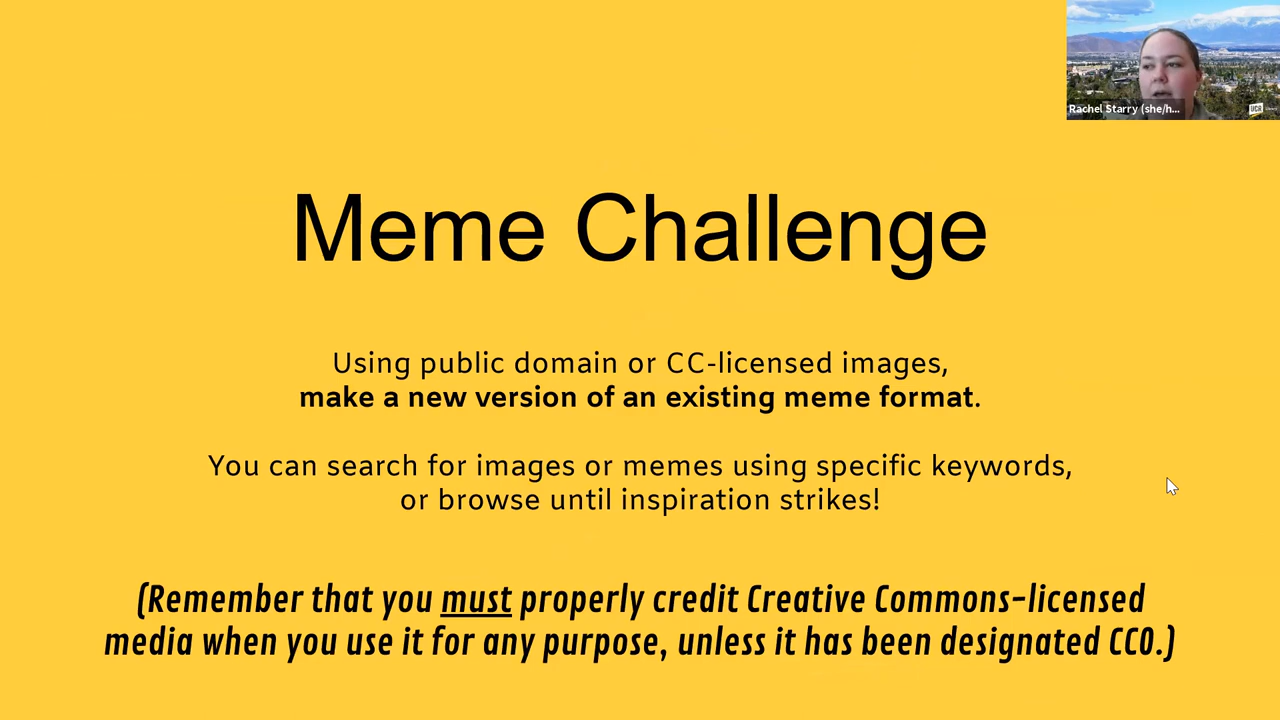 Rachel Starry (she/h...
UCR
Meme Challenge
Using public domain or CC-licensed images,
make a new version of an existing meme format.
You can search for images or memes using specific keywords,
or browse until inspiration strikes!
(Remember that you must properly credit Creative Commons-licensed
media when you use it for any purpose, unless it has been designated CC0.)